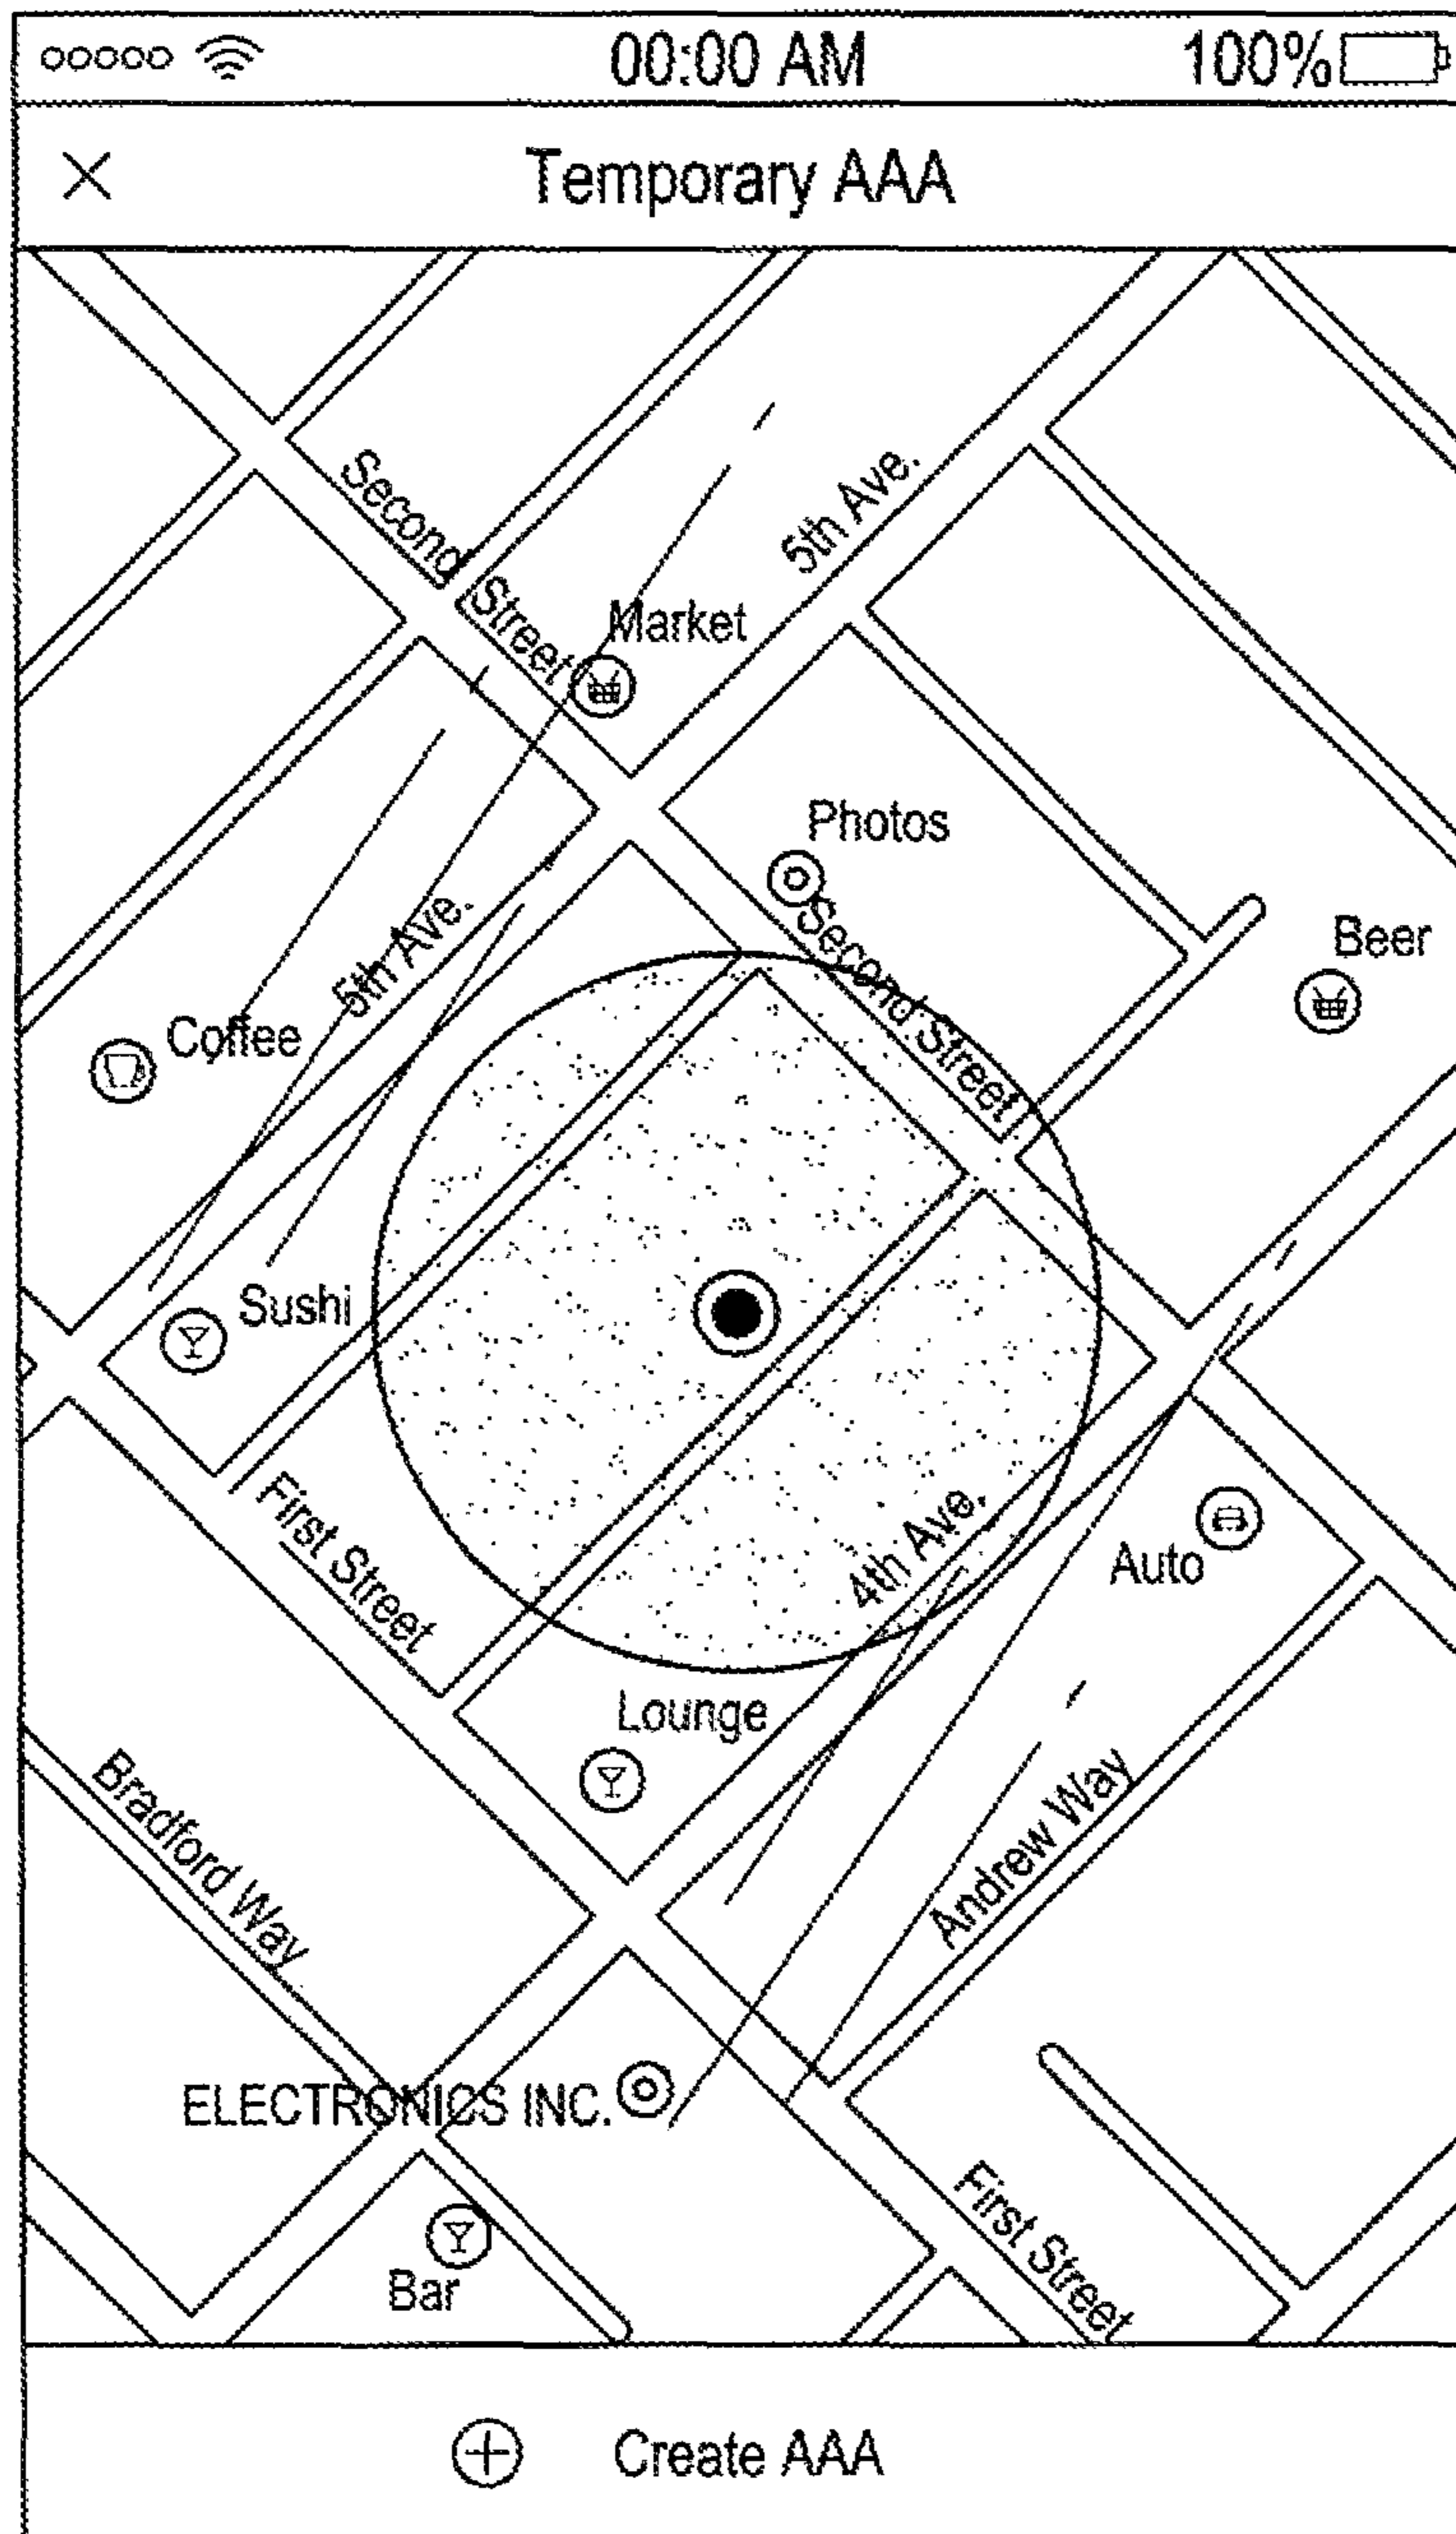 00:00 AM 100%
Temporary AAA
Second Street
5th Ave.
Market
Photos
5th Ave.
Second Street
Beer
Coffee
Sushi
First Street
4th Ave.
Auto
Lounge
Bradford Way
Andrew Way
ELECTRONICS INC.
First Street
Bar
Create AAA